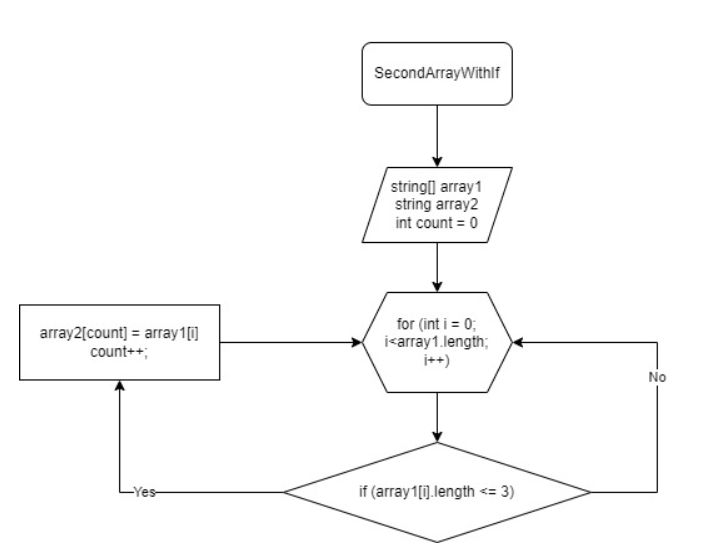 SecondArrayWithIf
string[] array1
string array2
int count = 0
for (int i = 0;
i<array1.length;
i++)
array2[count] = array1[i]
count++;
No
if (array1[i].length <= 3)
Yes